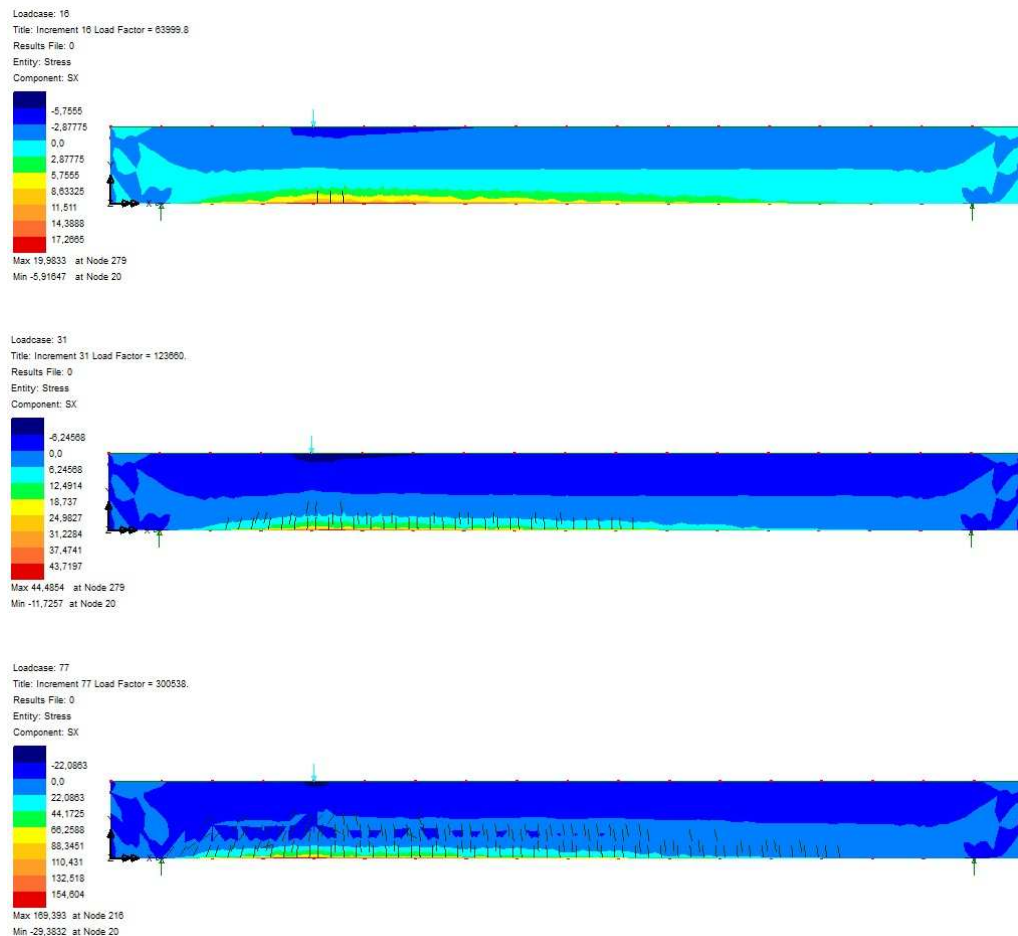 Loadcase: 16
Title: Increment 16 Load Factor = 63999.8
Results File: 0
Entity: Stress
Component: SX
-5,7555
-2,87775
0,0
2,87775
5,7555
8,63325
11,511
14,3888
17,2665
Max 19,9833 at Node 279
Min -5,91647 at Node 20
Loadcase: 31
Title: Increment 31 Load Factor = 123660.
Results File: 0
Entity: Stress
Component: SX
-6,24568
0,0
6,24568
12,4914
18,737
24,9827
31,2284
37,4741
43,7197
Max 44,4854 at Node 279
Min -11,7257 at Node 20
Loadcase: 77
Title: Increment 77 Load Factor = 300538.
Results File: 0
Entity: Stress
Component: SX
-22,0863
0,0
22,0863
44,1725
66,2588
88,3451
110,431
132,518
154,604
Max 169,393 at Node 216
Min -29,3832 at Node 20